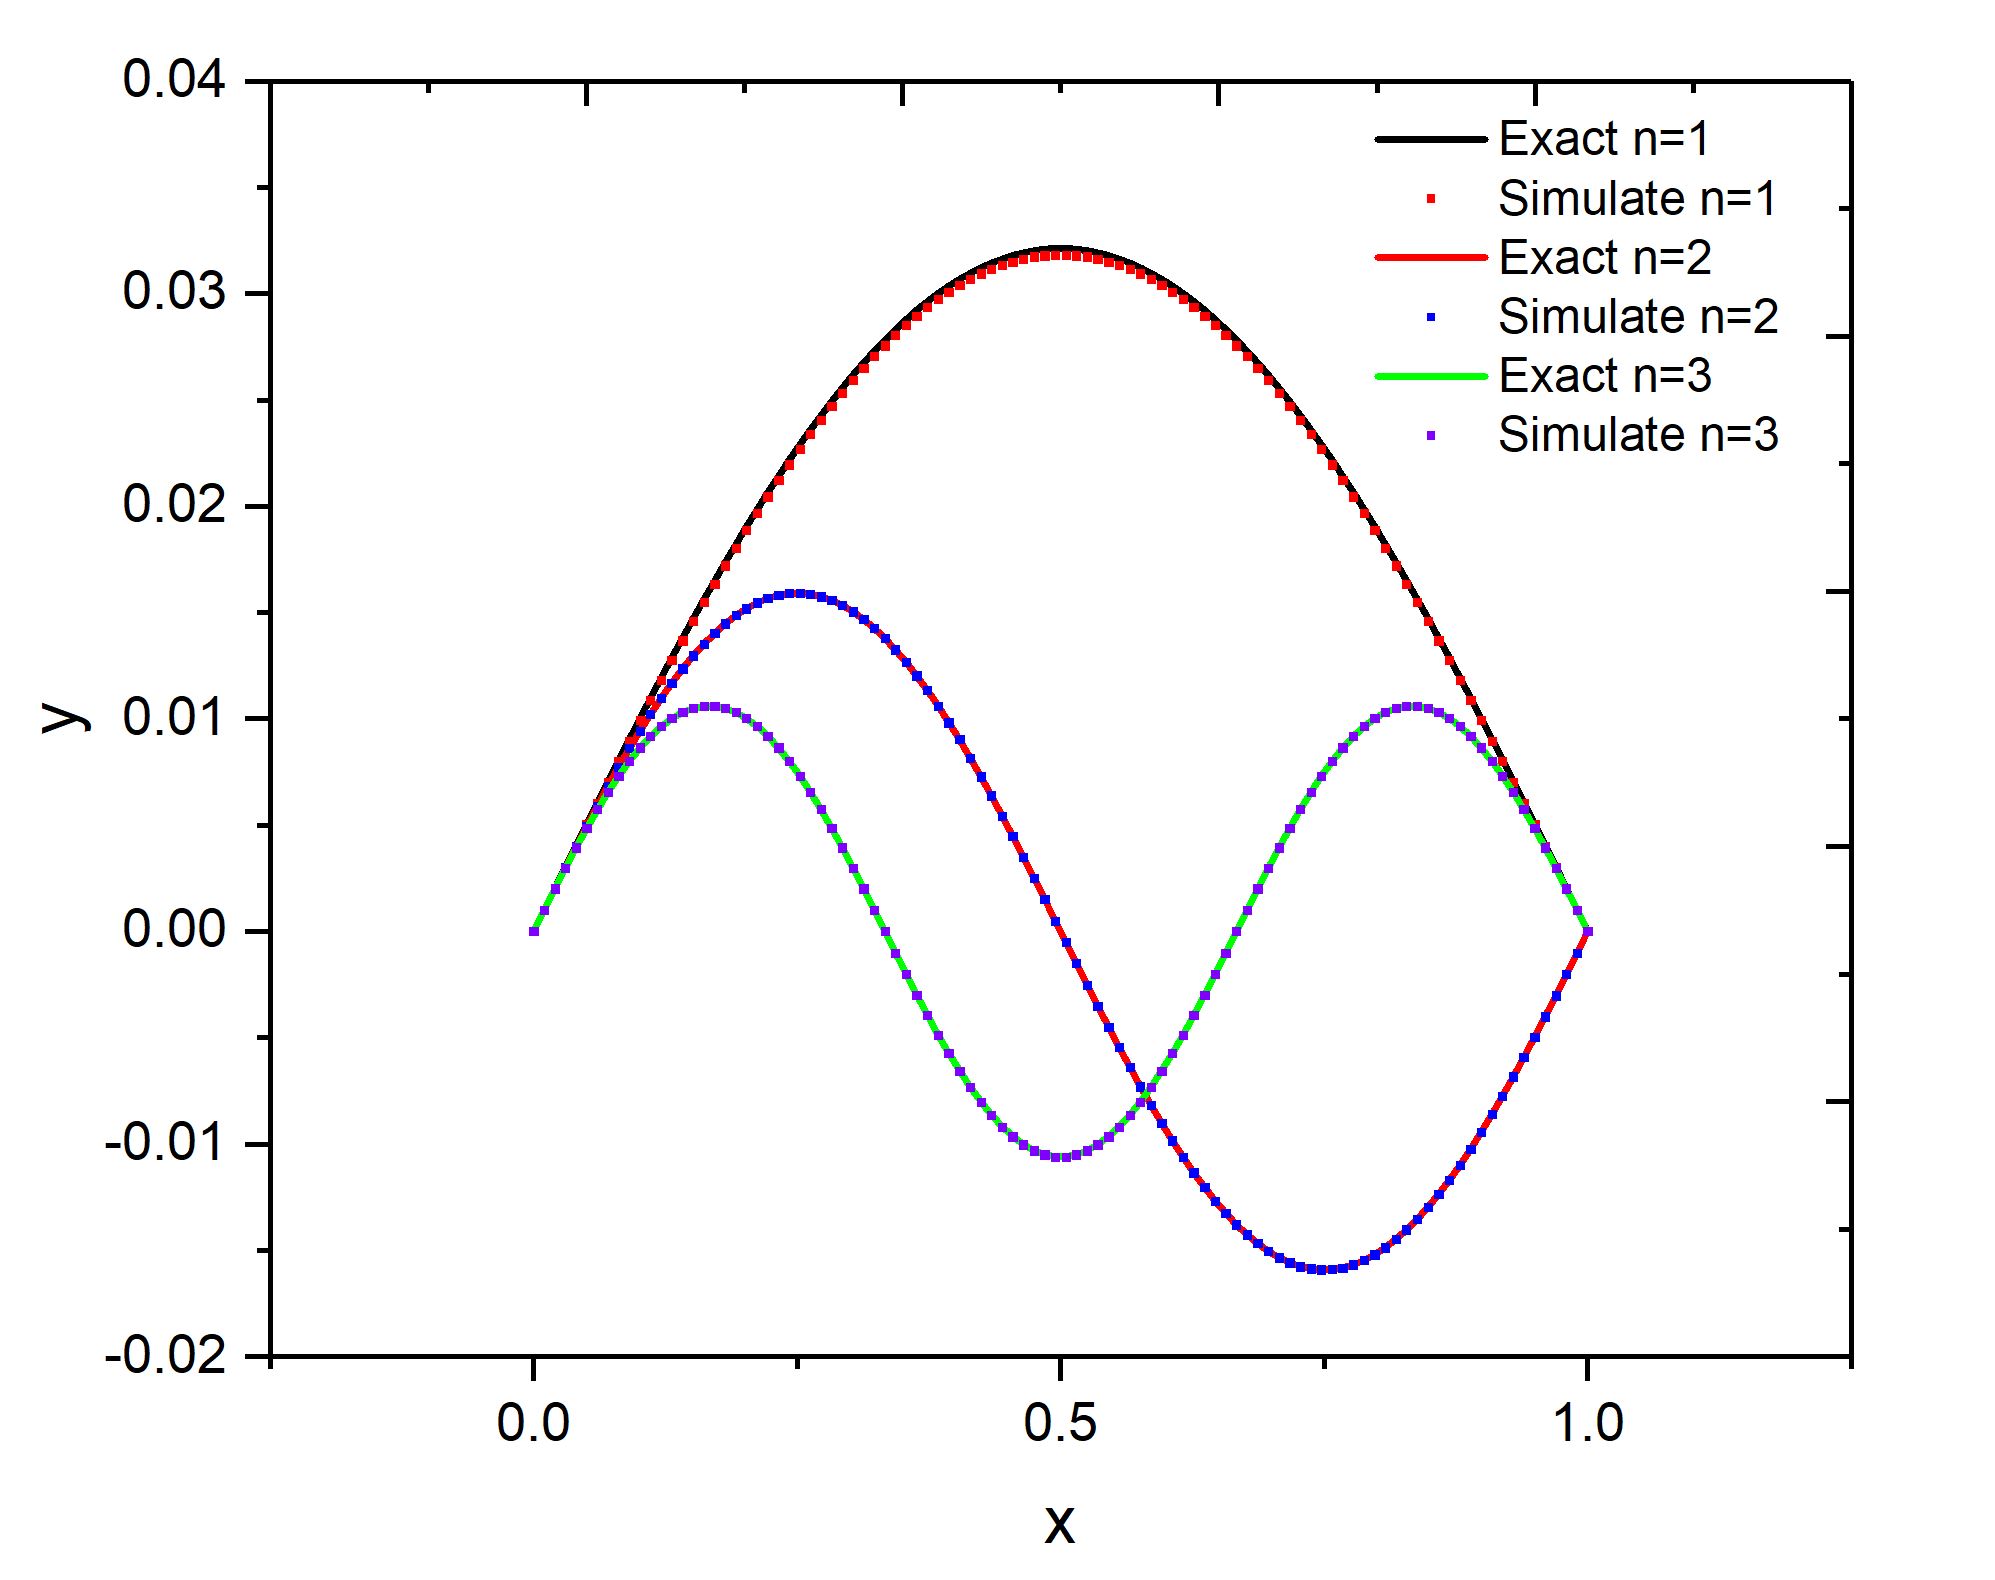 0.04
0.03
0.02
0.01
0.00
-0.01
-0.02
y
Exact n=1
Simulate n=1
Exact n=2
Simulate n=2
Exact n=3
Simulate n=3
0.0 0.5 1.0
x